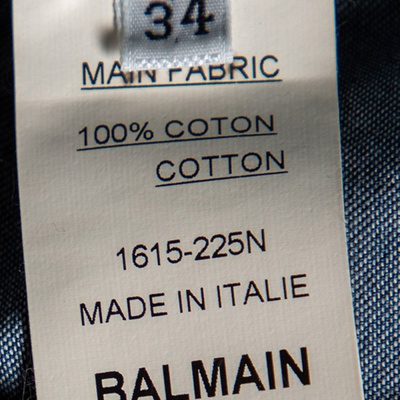 34
MAIN FABRIC
100% COTON
COTTON
1615-225N
MADE IN ITALIE
BALMAIN